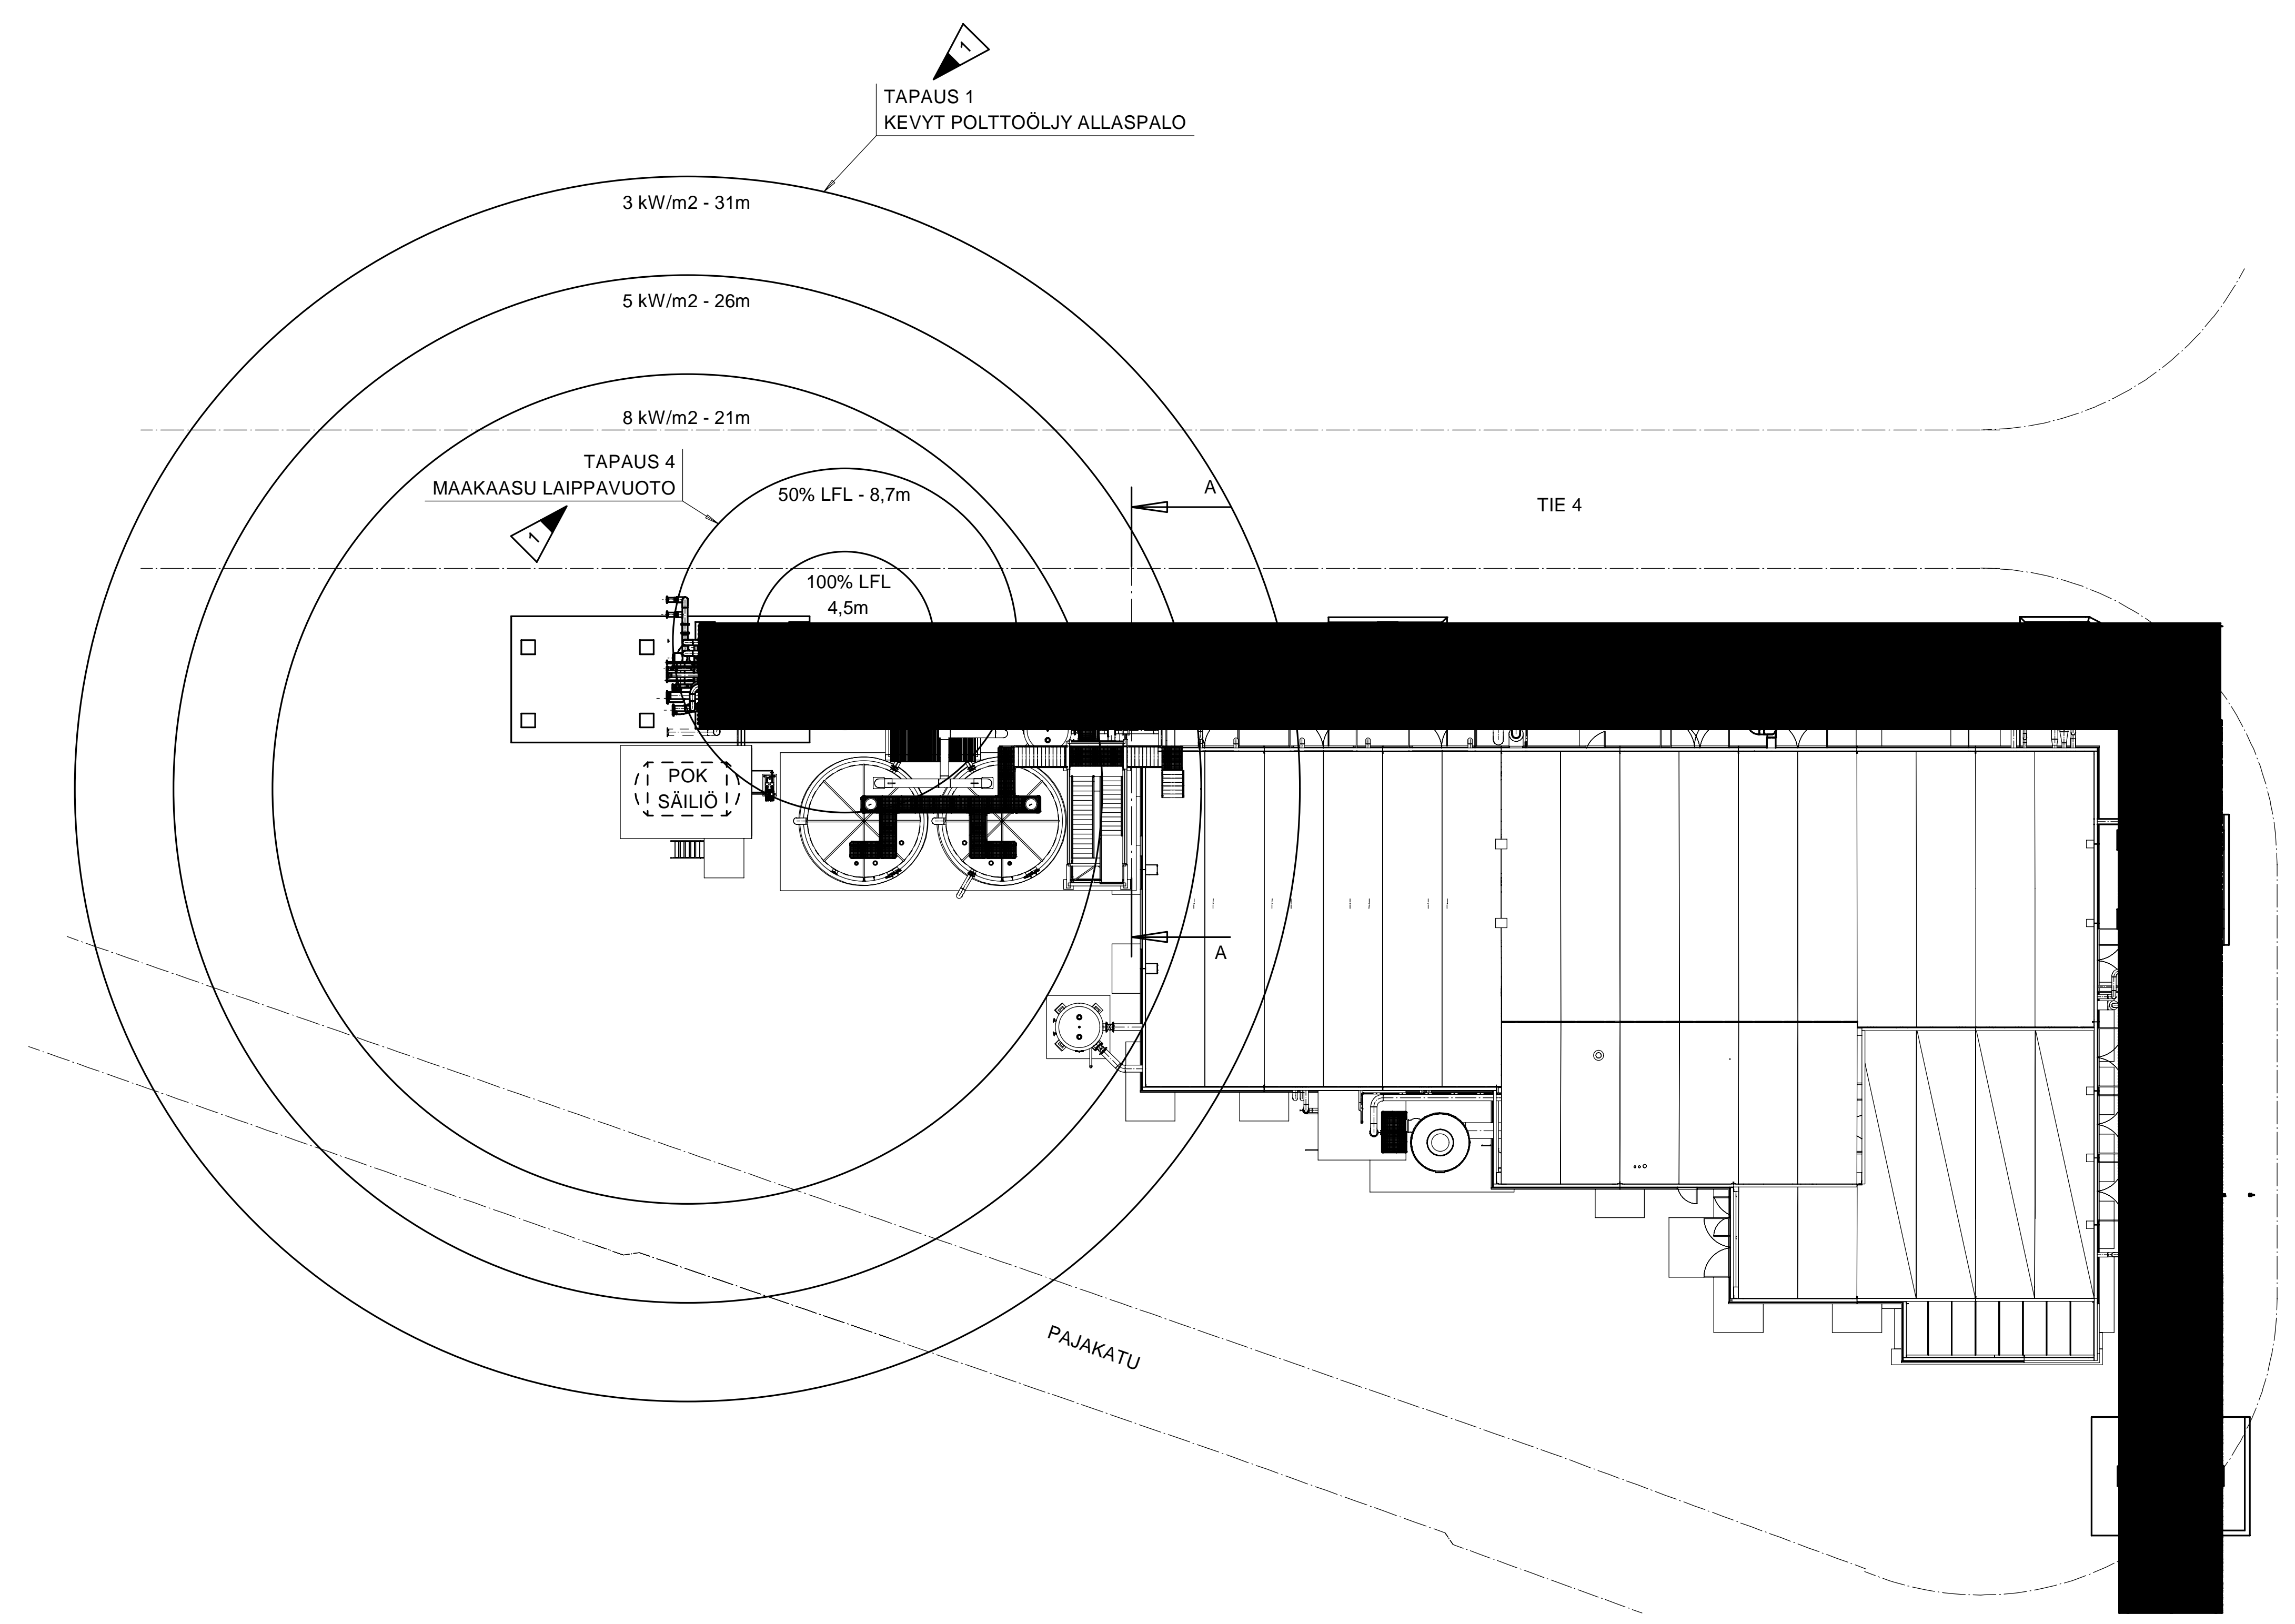 1
TAPAUS 1
KEVYT POLTTOÖLJY ALLASPALO
3 kW/m2 - 31m
5 kW/m2 - 26m
8 kW/m2 - 21m
TAPAUS 4
MAAKAASU LAIPPAVUOTO
1
50% LFL - 8,7m
A
TIE 4
100% LFL
4,5m
POK
SÄILIÖ
A
PAJAKATU